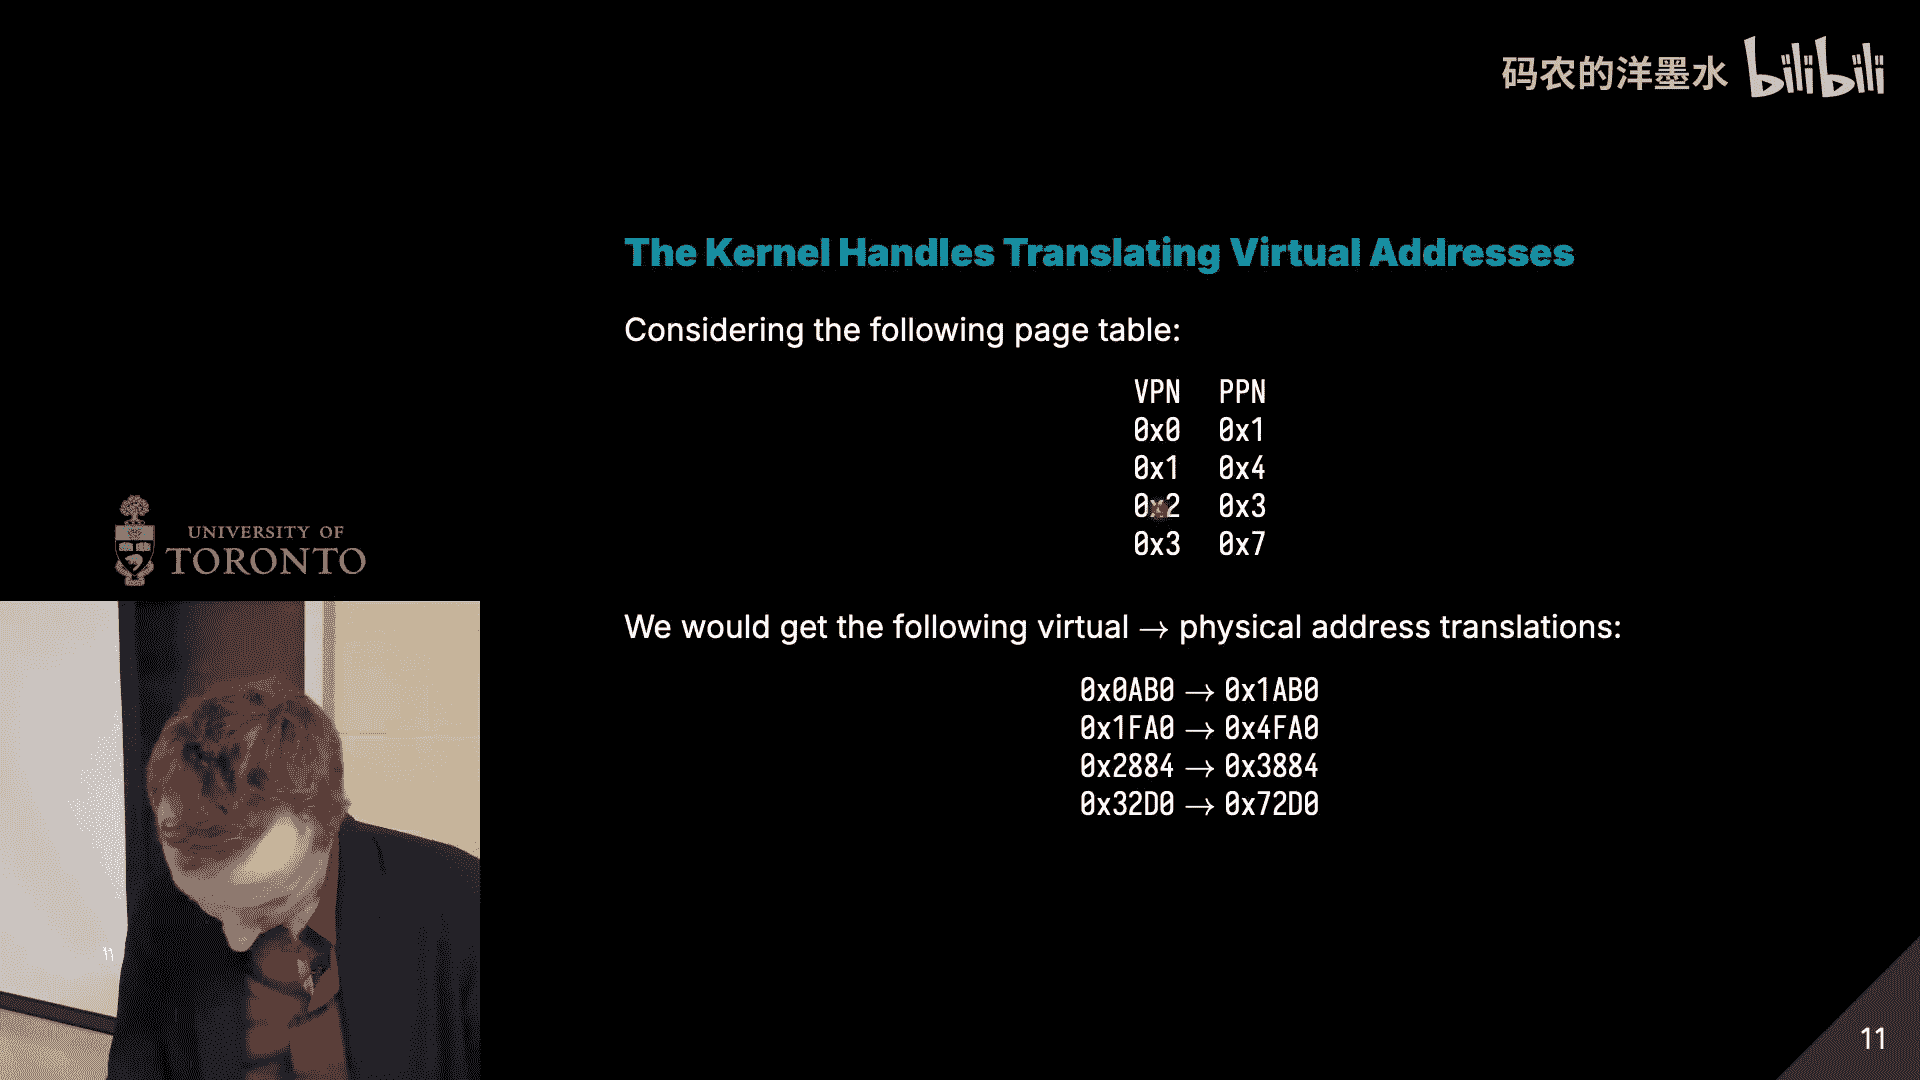 码农的洋墨水 bilibili
The Kernel Handles Translating Virtual Addresses
Considering the following page table:
VPN PPN
0x0 0x1
0x1 0x4
0x2 0x3
0x3 0x7
UNIVERSITY OF
TORONTO
We would get the following virtual → physical address translations:
0x0AB0 → 0x1AB0
0x1FA0 → 0x4FA0
0x2884 → 0x3884
0x32D0 → 0x72D0
11
11